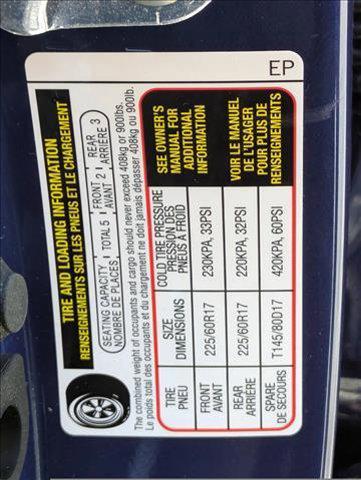 TIRE AND LOADING INFORMATION
RENSEIGNEMENTS SUR LES PNEUS ET LE CHARGEMENT
SEATING CAPACITY TOTAL 5 FRONT 2 REAR 3
NOMBRE DE PLACES AVANT ARRIÈRE
The combined weight of occupants and cargo should never exceed 408kg or 900lbs.
Le poids total des occupants et du chargement ne doit jamais dépasser 408kg ou 900lb.
TIRE
PNEU
SIZE
DIMENSIONS
COLD TIRE PRESSURE
PRESSION DES
PNEUS A FROID
FRONT
AVANT
225/60R17
230KPA, 33PSI
REAR
ARRIÈRE
225/60R17
220KPA, 32PSI
SPARE
DE SECOURS
T145/80D17
420KPA, 60PSI
SEE OWNER'S
MANUAL FOR
ADDITIONAL
INFORMATION
VOIR LE MANUEL
DE L'USAGER
POUR PLUS DE
RENSEIGNEMENTS
EP